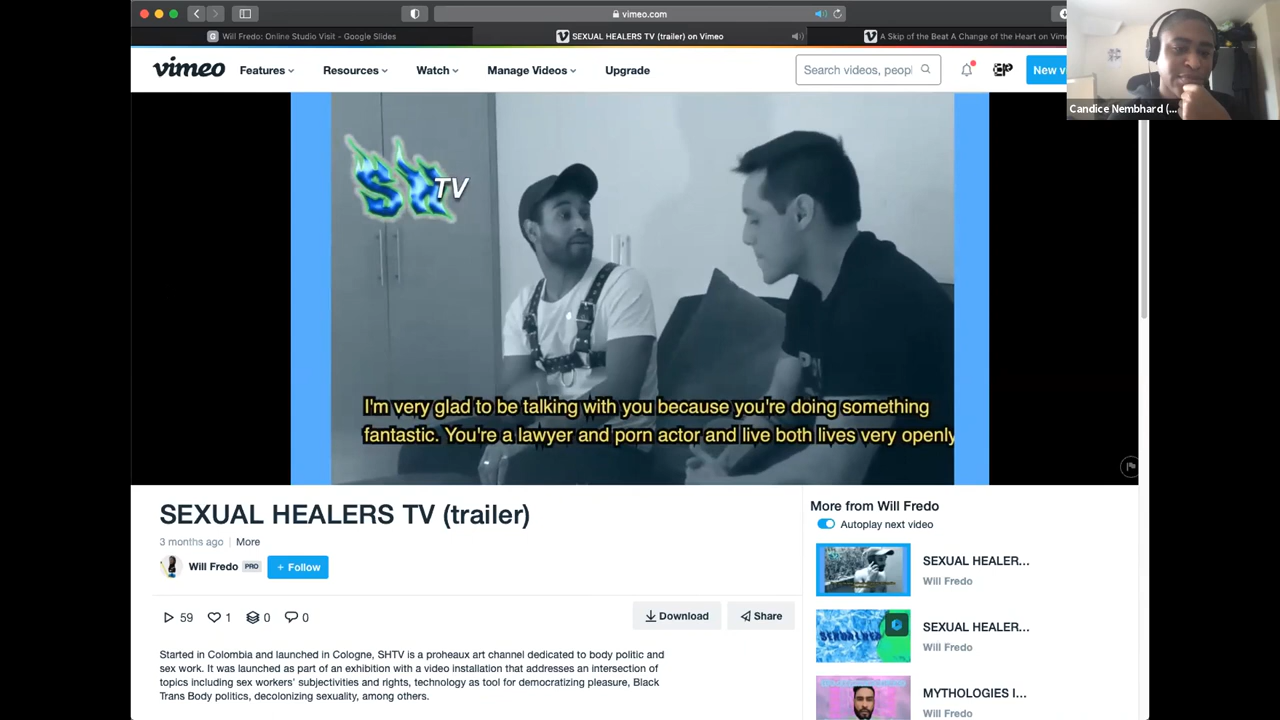 vimeo.com
Will Fredo: Online Studio Visit - Google Slides
SEXUAL HEALERS TV (trailer) on Vimeo
A Skip of the Beat A Change of the Heart on Vim
vimeo
Features
Resources
Watch
Manage Videos
Upgrade
Search videos, peopl
New v
Candice Nembhard (...
SH TV
I'm very glad to be talking with you because you're doing something
fantastic. You're a lawyer and porn actor and live both lives very openly
SEXUAL HEALERS TV (trailer)
3 months ago
More
Will Fredo PRO
+ Follow
59
1
0
0
Download
Share
Started in Colombia and launched in Cologne, SHTV is a proheaux art channel dedicated to body politic and
sex work. It was launched as part of an exhibition with a video installation that addresses an intersection of
topics including sex workers' subjectivities and rights, technology as tool for democratizing pleasure, Black
Trans Body politics, decolonizing sexuality, among others.
More from Will Fredo
Autoplay next video
SEXUAL HEALER...
Will Fredo
SEXUAL HEALER...
Will Fredo
MYTHOLOGIES I...
Will Fredo